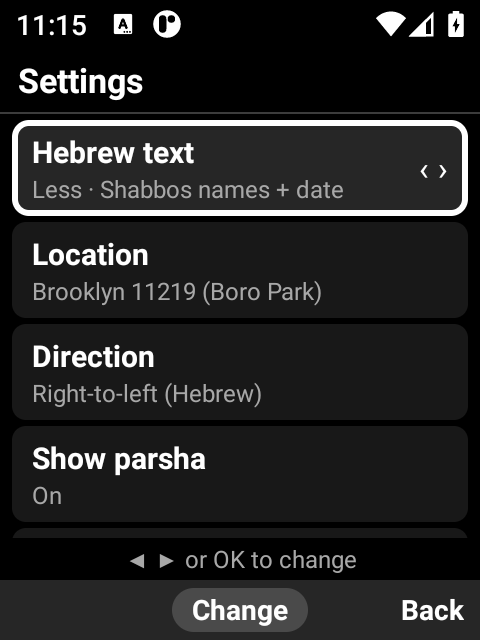 11:15
Settings
Hebrew text
Less · Shabbos names + date
‹ ›
Location
Brooklyn 11219 (Boro Park)
Direction
Right-to-left (Hebrew)
Show parsha
On
◄ ► or OK to change
Change
Back